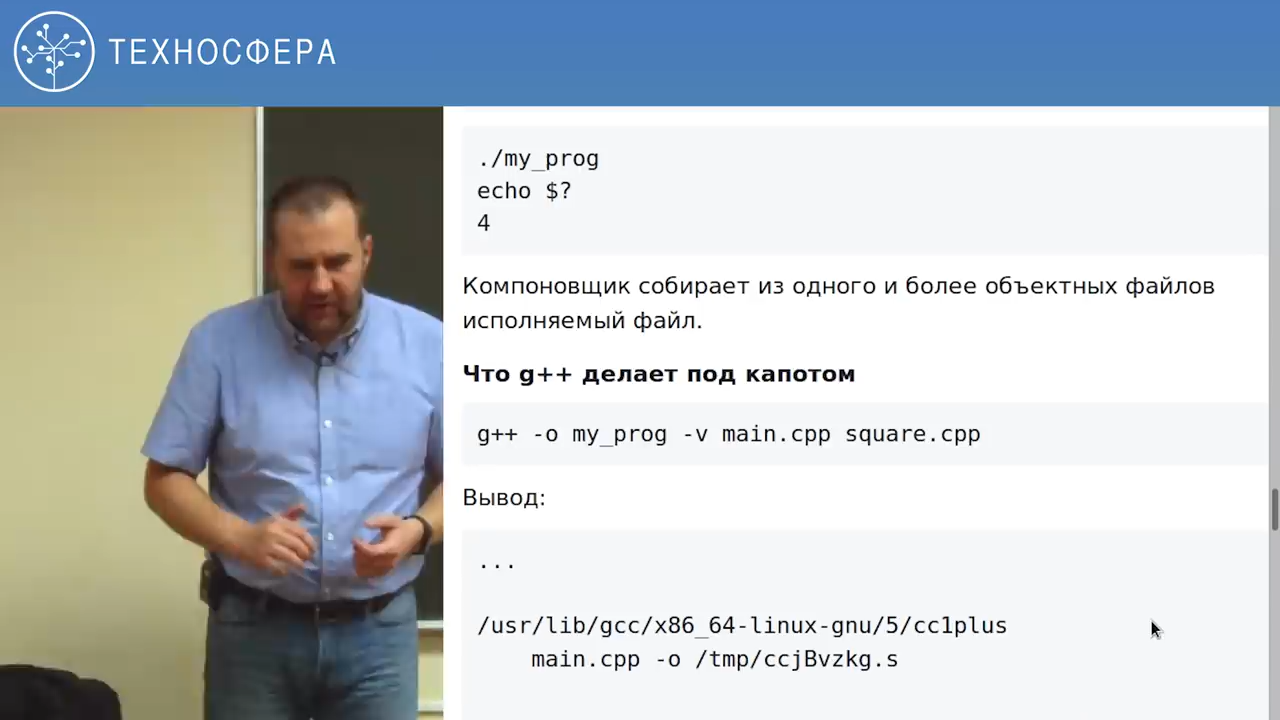 ТЕХНОСФЕРА
./my_prog
echo $?
4
Компоновщик собирает из одного и более объектных файлов
исполняемый файл.
Что g++ делает под капотом
g++ -o my_prog -v main.cpp square.cpp
Вывод:
...
/usr/lib/gcc/x86_64-linux-gnu/5/cc1plus
main.cpp -o /tmp/ccjBvzkg.s